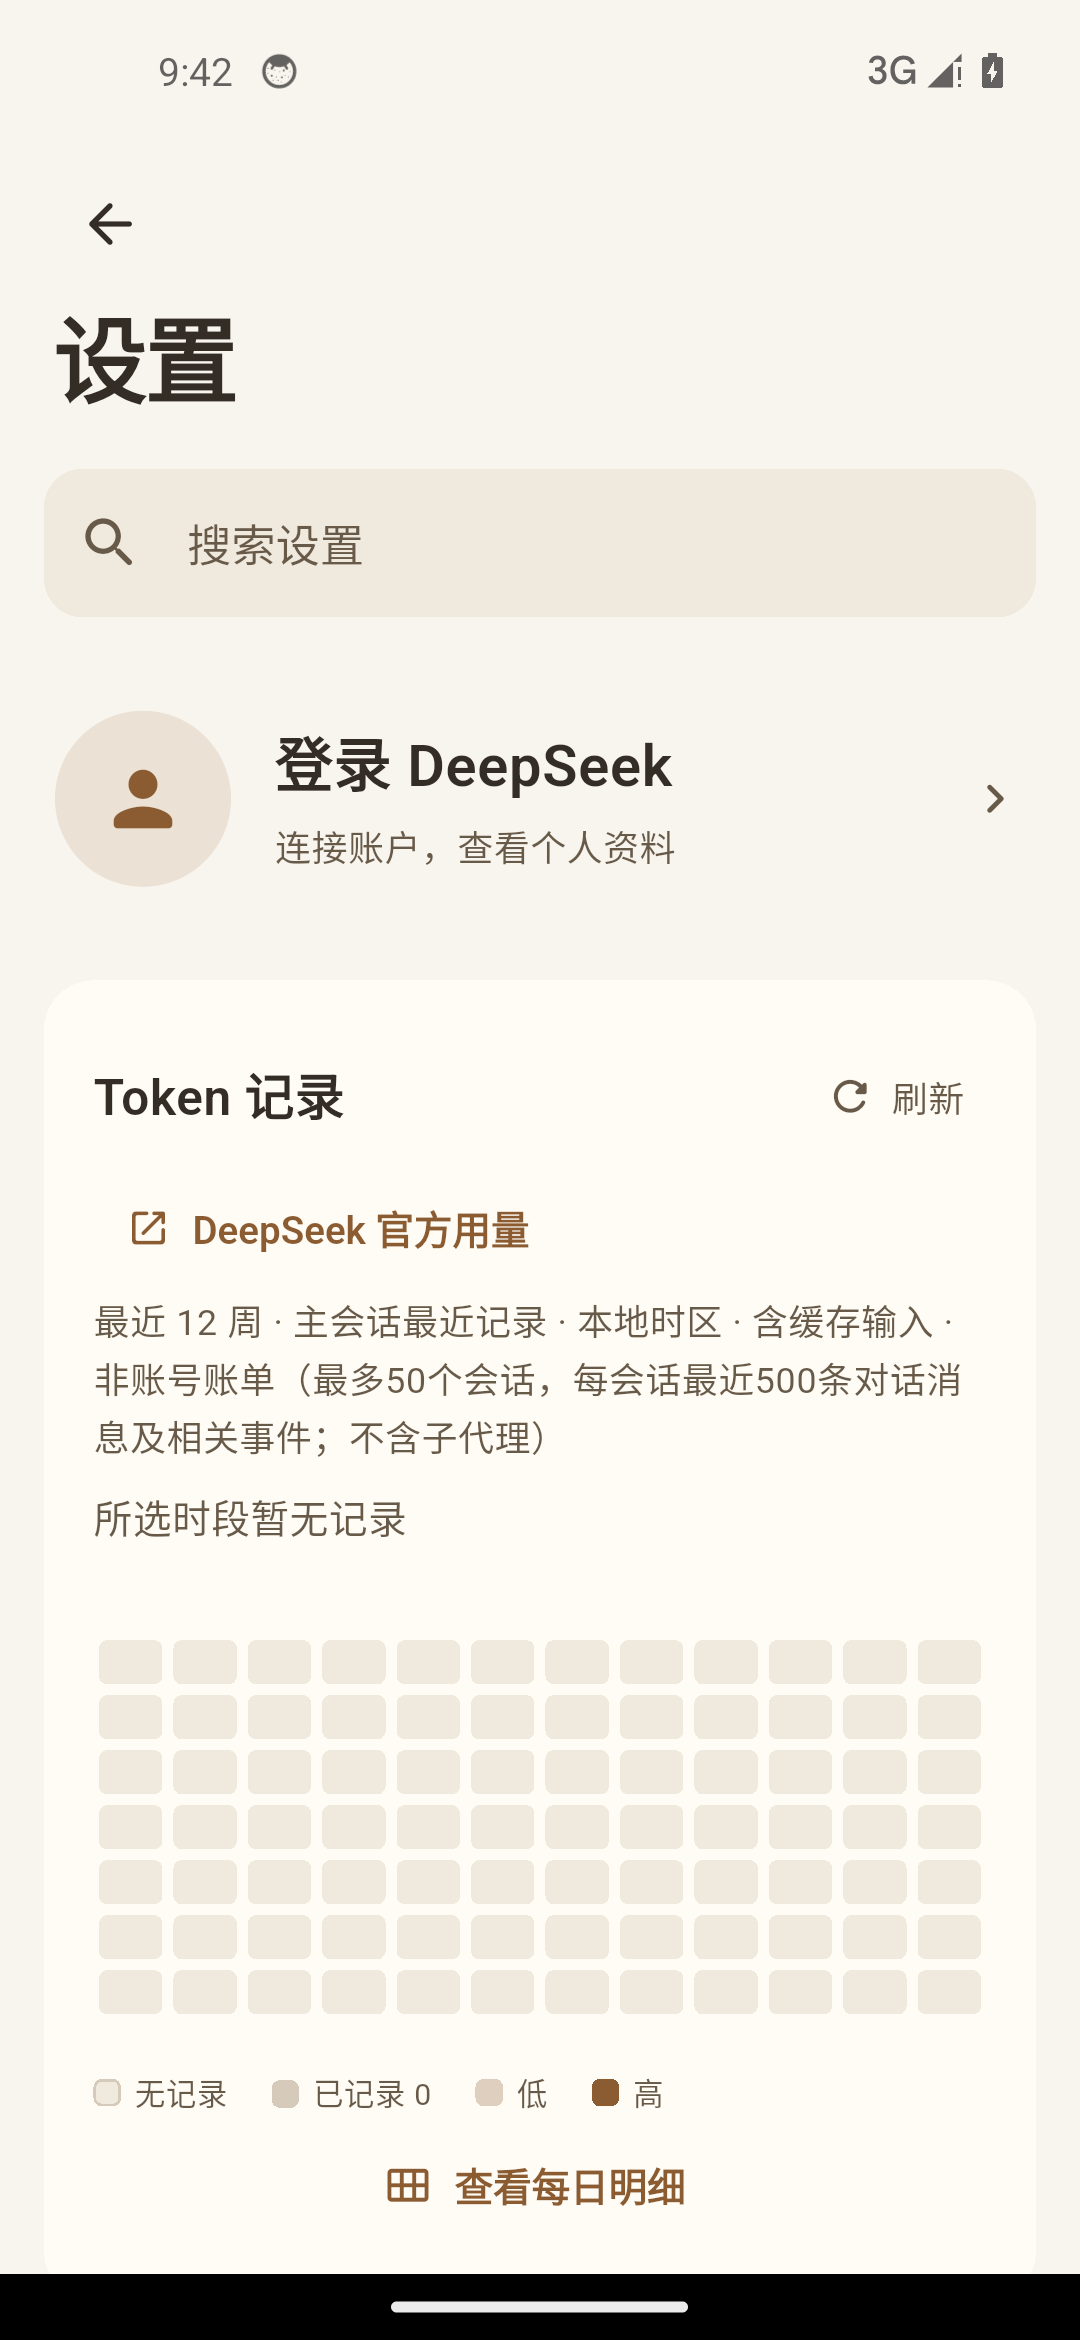 9:42
3G
设置
搜索设置
登录 DeepSeek
连接账户，查看个人资料
Token 记录
刷新
DeepSeek 官方用量
最近 12 周 · 主会话最近记录 · 本地时区 · 含缓存输入 ·
非账号账单（最多50个会话，每会话最近500条对话消
息及相关事件；不含子代理）
所选时段暂无记录
无记录
已记录 0
低
高
查看每日明细